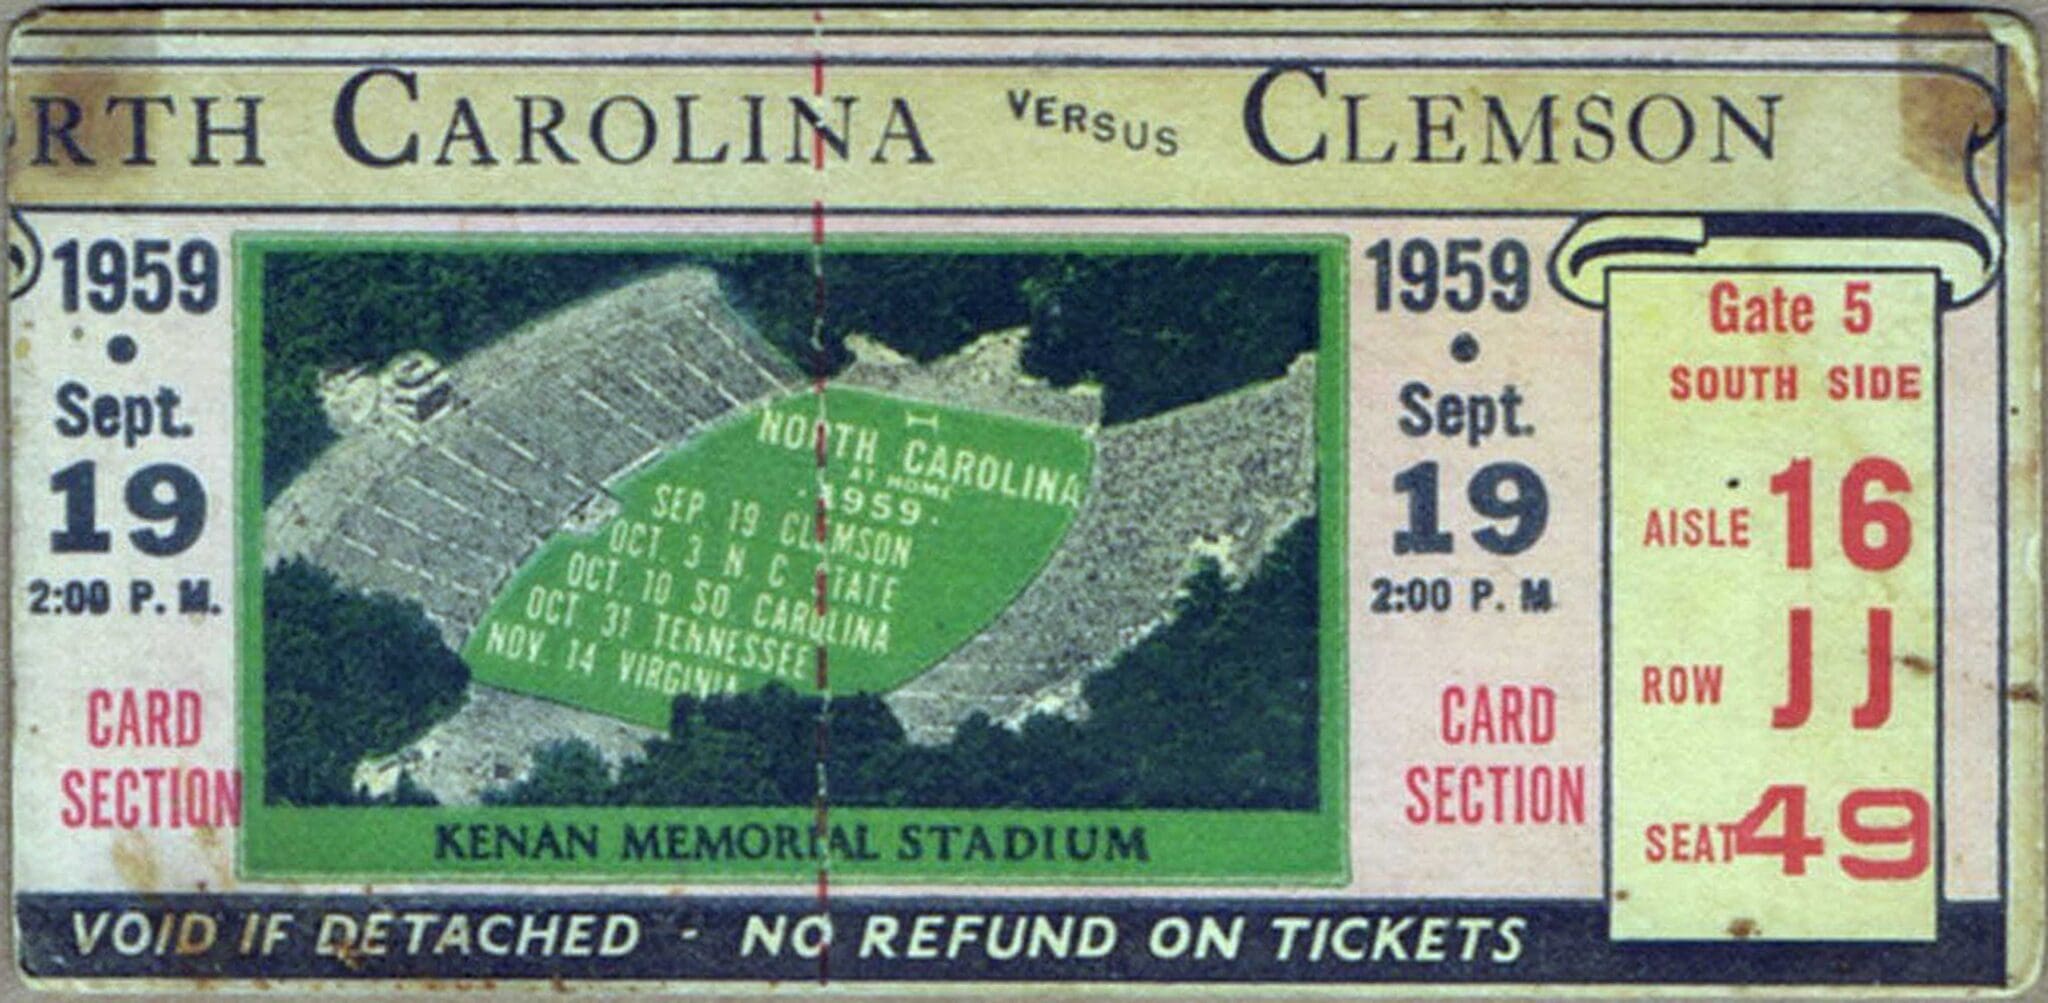 RTH CAROLINA VERSUS CLEMSON
1959
Sept.
19
2:00 P. M.
CARD
SECTION
NORTH CAROLINA
AT HOME
· 1959 ·
SEP. 19 CLEMSON
OCT. 3 N. C. STATE
OCT. 10 SO. CAROLINA
OCT. 31 TENNESSEE
NOV. 14 VIRGINIA
KENAN MEMORIAL STADIUM
1959
Sept.
19
2:00 P. M.
CARD
SECTION
Gate 5
SOUTH SIDE
AISLE 16
ROW JJ
SEAT 49
VOID IF DETACHED - NO REFUND ON TICKETS